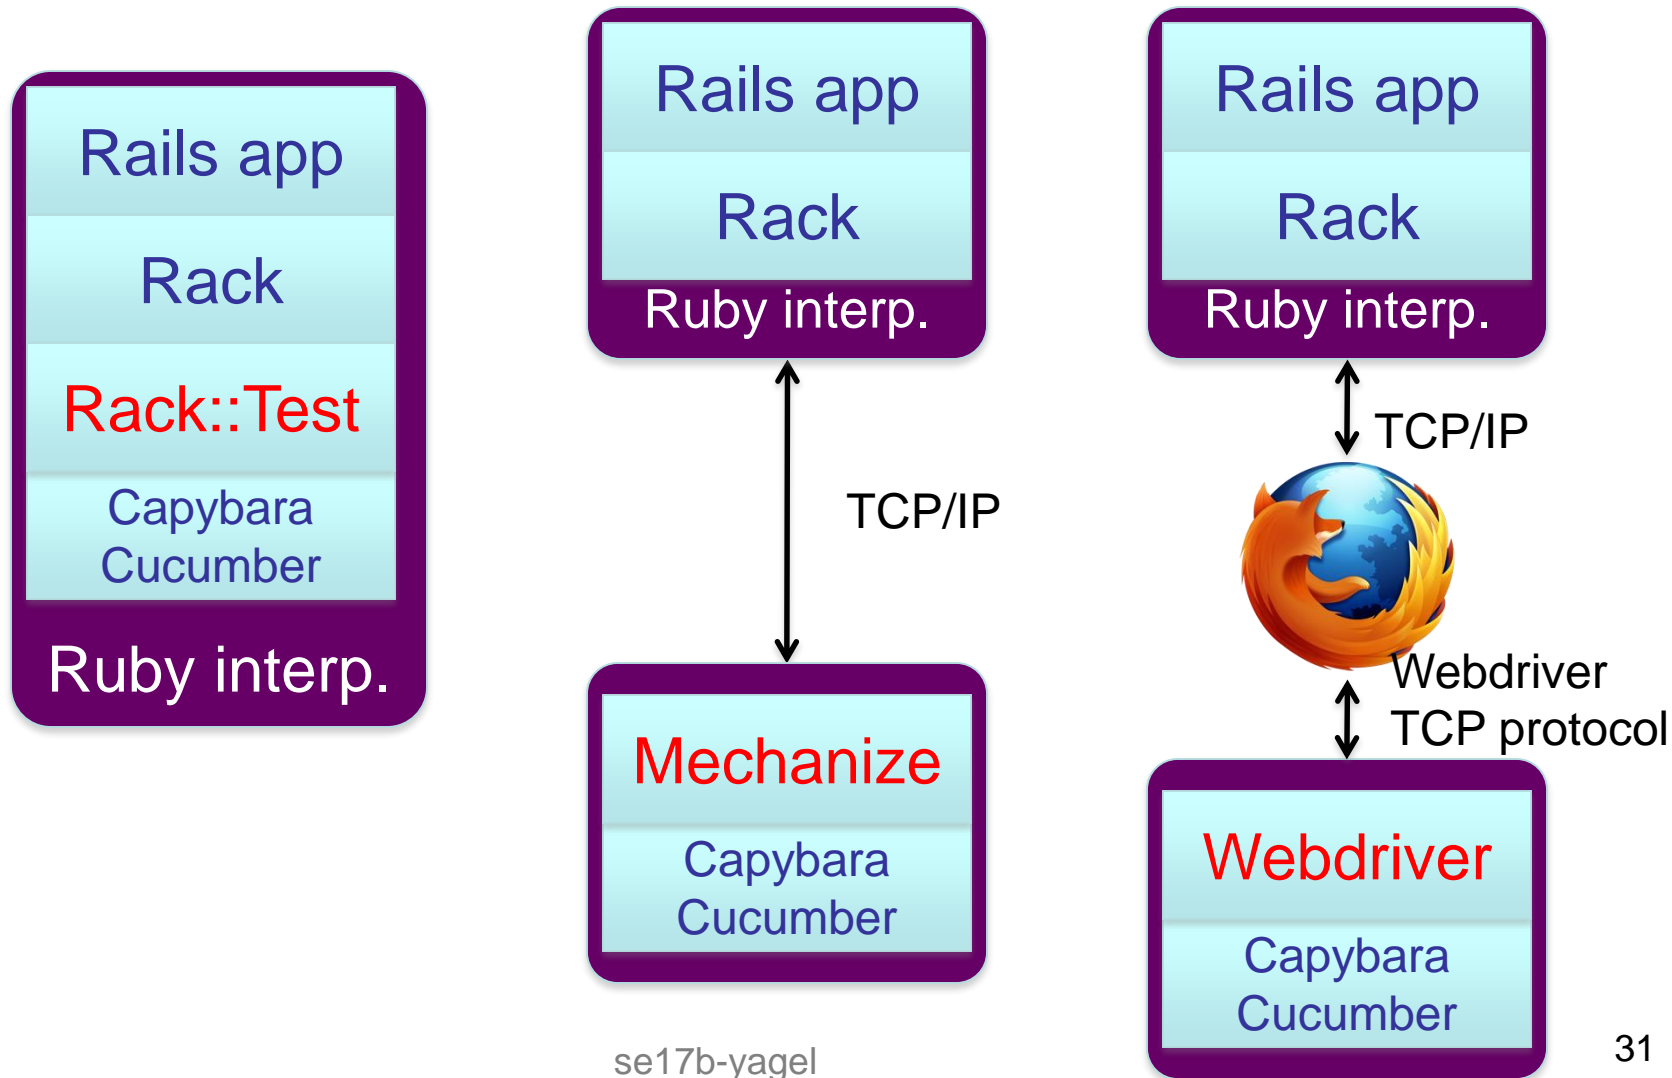 Rails app
Rack
Rack::Test
Capybara
Cucumber
Ruby interp.
Rails app
Rack
Ruby interp.
TCP/IP
Mechanize
Capybara
Cucumber
Rails app
Rack
Ruby interp.
TCP/IP
Webdriver
TCP protocol
Webdriver
Capybara
Cucumber
se17b-yagel
31